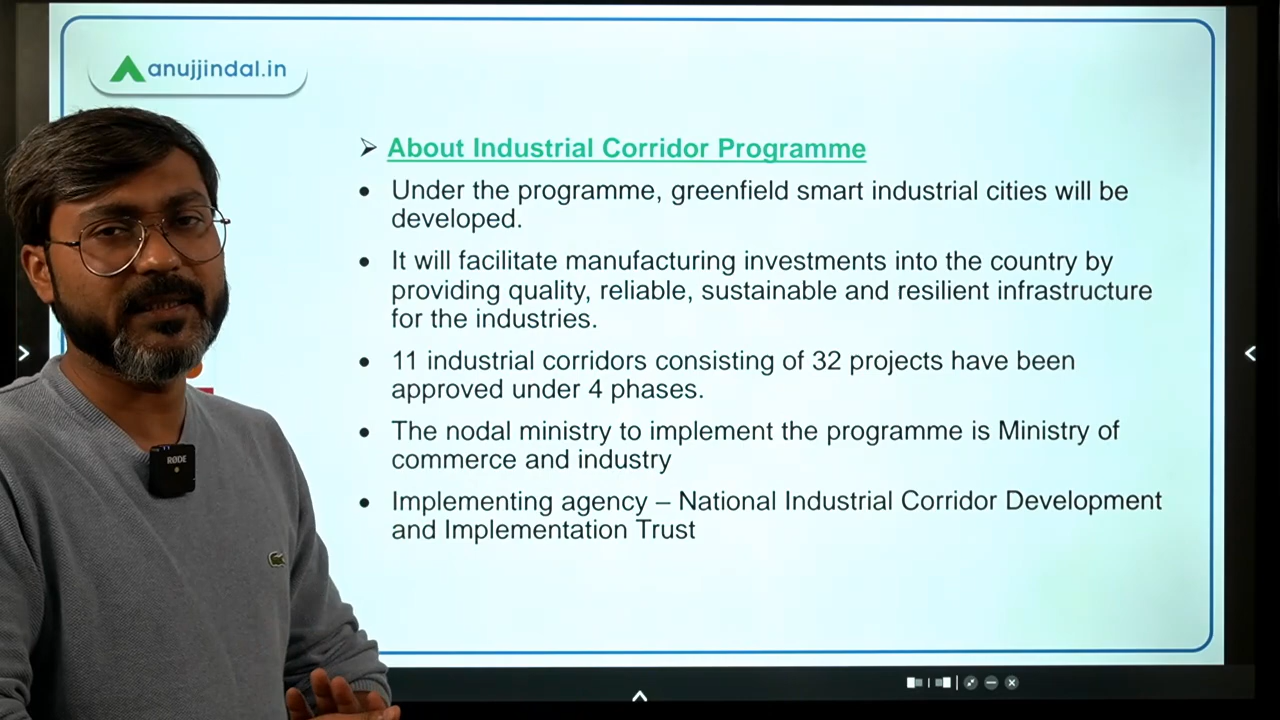 anujjindal.in
➢ About Industrial Corridor Programme
• Under the programme, greenfield smart industrial cities will be
developed.
• It will facilitate manufacturing investments into the country by
providing quality, reliable, sustainable and resilient infrastructure
for the industries.
• 11 industrial corridors consisting of 32 projects have been
approved under 4 phases.
• The nodal ministry to implement the programme is Ministry of
commerce and industry
• Implementing agency – National Industrial Corridor Development
and Implementation Trust
RØDE